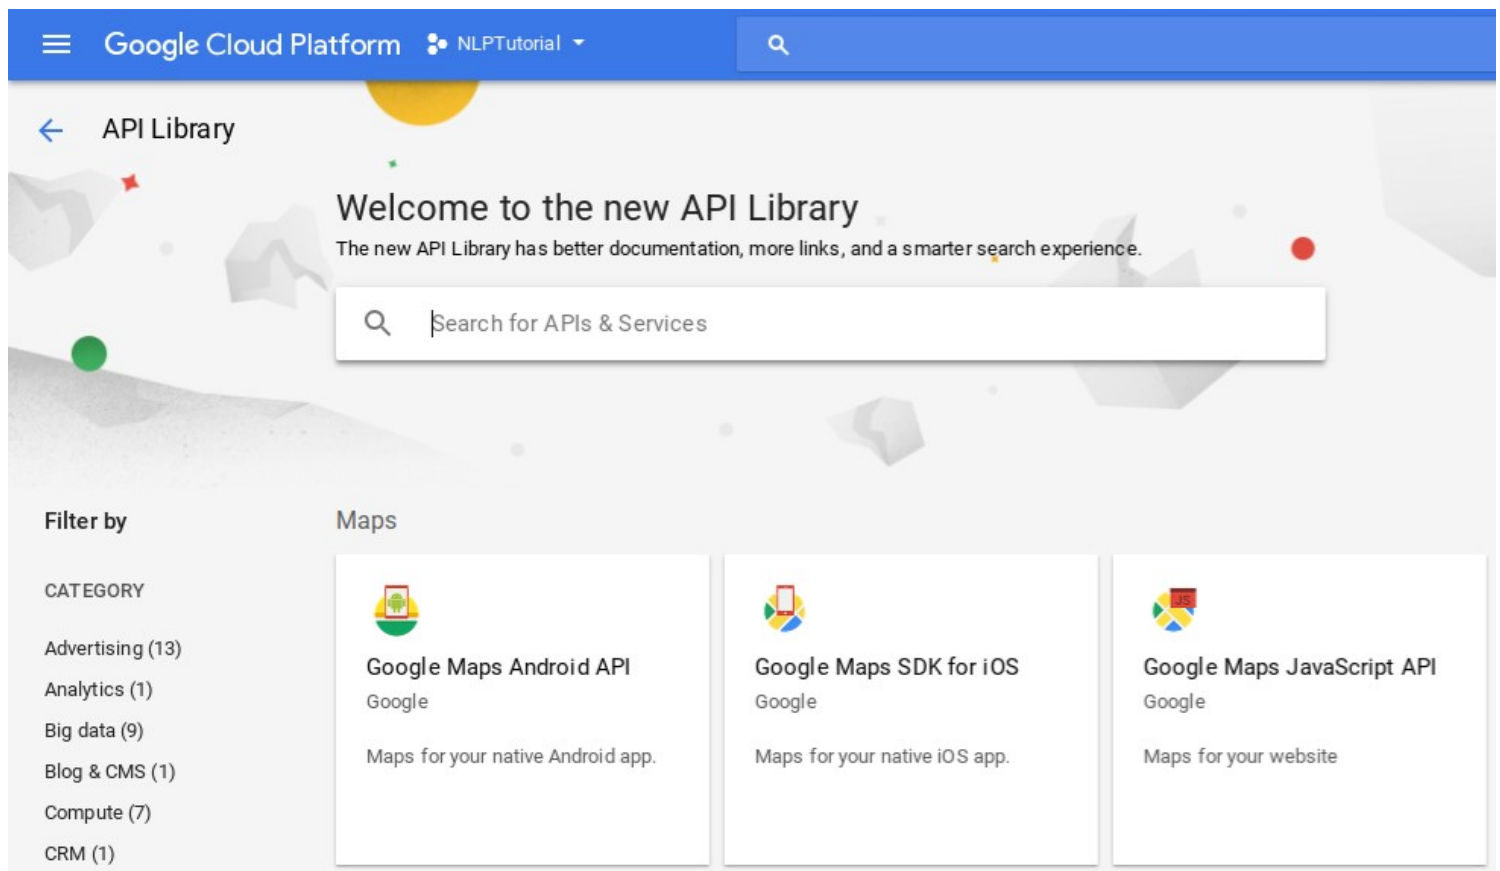 Google Cloud Platform NLPTutorial
API Library
Welcome to the new API Library
The new API Library has better documentation, more links, and a smarter search experience.
Search for APIs & Services
Filter by
CATEGORY
Advertising (13)
Analytics (1)
Big data (9)
Blog & CMS (1)
Compute (7)
CRM (1)
Maps
Google Maps Android API
Google
Maps for your native Android app.
Google Maps SDK for iOS
Google
Maps for your native iOS app.
JS
Google Maps JavaScript API
Google
Maps for your website